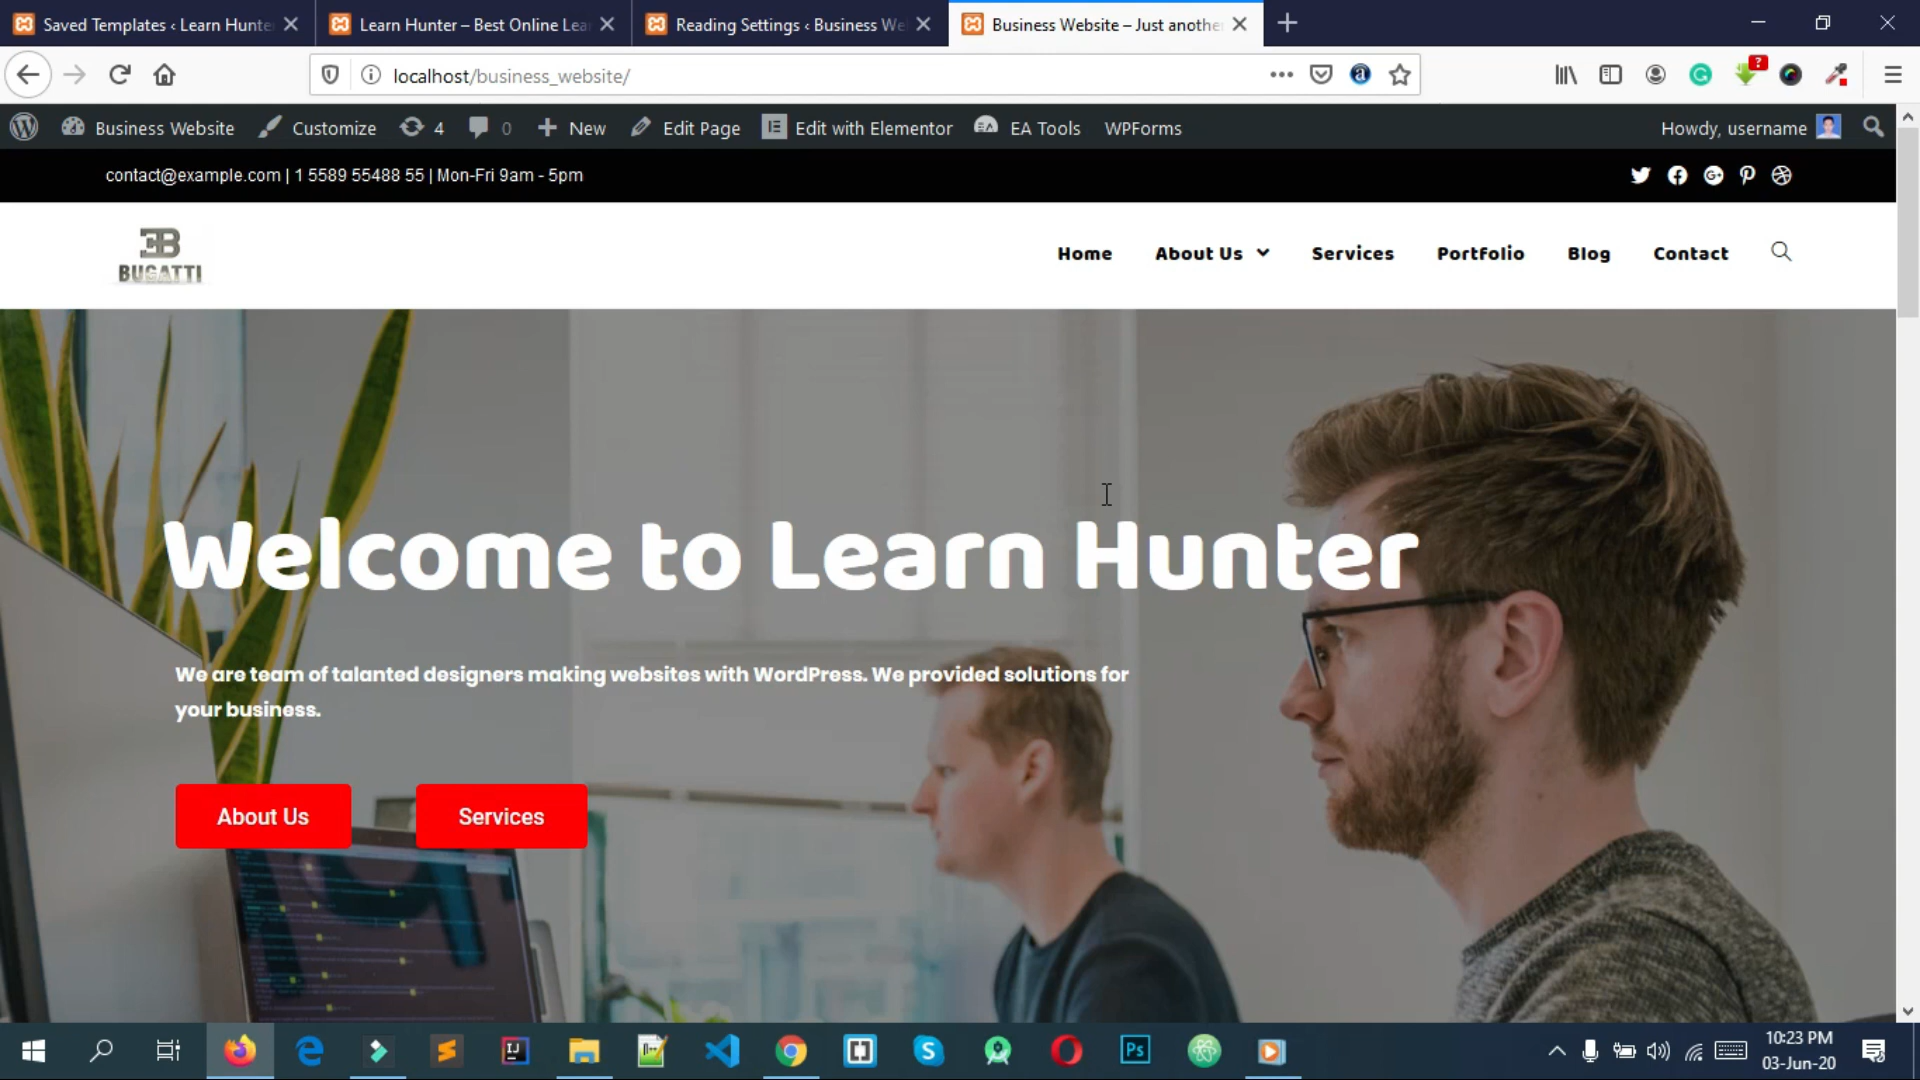 Saved Templates ‹ Learn Hunte
Learn Hunter – Best Online Lea
Reading Settings ‹ Business We
Business Website – Just anothe
localhost/business_website/
Business Website Customize 4 0 New Edit Page Edit with Elementor EA Tools WPForms Howdy, username
contact@example.com | 1 5589 55488 55 | Mon-Fri 9am - 5pm
EB
BUGATTI
Home About Us Services Portfolio Blog Contact
Welcome to Learn Hunter
We are team of talanted designers making websites with WordPress. We provided solutions for
your business.
About Us Services
10:23 PM
03-Jun-20